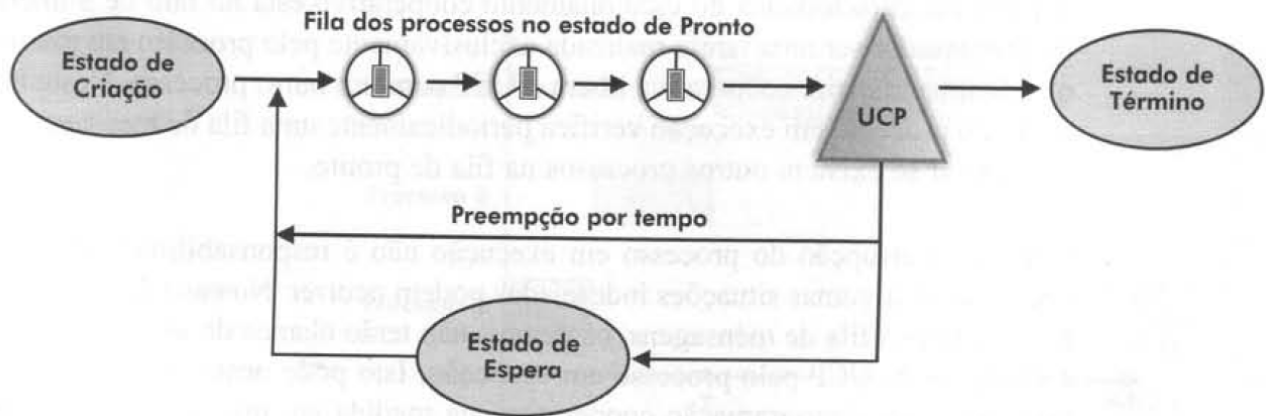 Fila dos processos no estado de Pronto
Estado de
Criação
UCP
Estado de
Término
Preempção por tempo
Estado de
Espera